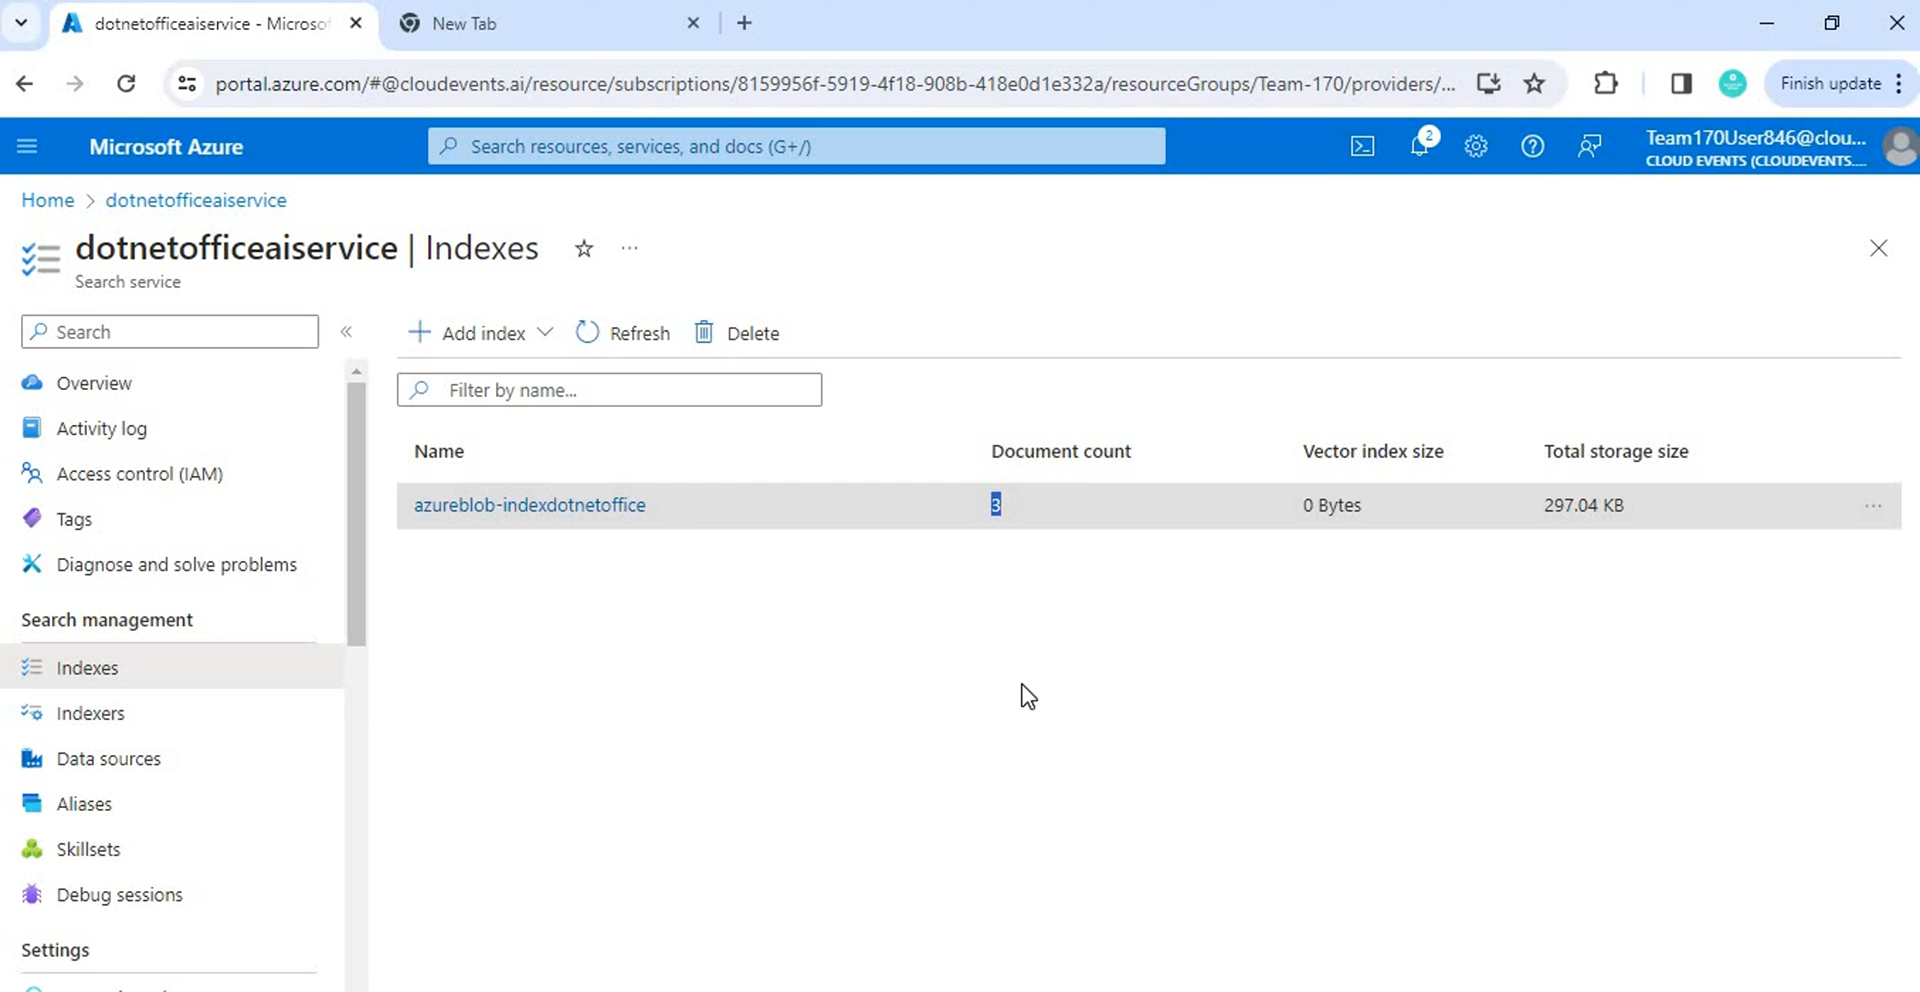 dotnetofficeaiservice - Microsof
New Tab
portal.azure.com/#@cloudevents.ai/resource/subscriptions/8159956f-5919-4f18-908b-418e0d1e332a/resourceGroups/Team-170/providers/...
Finish update
Microsoft Azure
Search resources, services, and docs (G+/)
2
Team170User846@clou...
CLOUD EVENTS (CLOUDEVENTS....
Home > dotnetofficeaiservice
dotnetofficeaiservice | Indexes
Search service
Search
Add index
Refresh
Delete
Filter by name...
Name Document count Vector index size Total storage size
azureblob-indexdotnetoffice 3 0 Bytes 297.04 KB
Overview
Activity log
Access control (IAM)
Tags
Diagnose and solve problems
Search management
Indexes
Indexers
Data sources
Aliases
Skillsets
Debug sessions
Settings